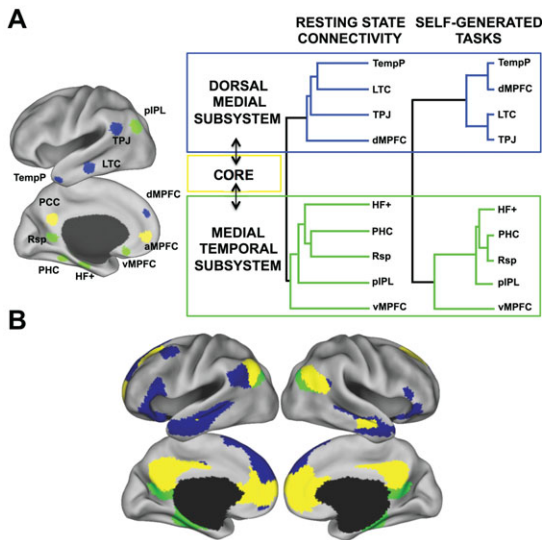 A
RESTING STATE
CONNECTIVITY
SELF-GENERATED
TASKS
pIPL
TPJ
LTC
TempP
PCC
dMPFC
Rsp
aMPFC
PHC
HF+
vMPFC
DORSAL
MEDIAL
SUBSYSTEM
CORE
MEDIAL
TEMPORAL
SUBSYSTEM
TempP
LTC
TPJ
dMPFC
HF+
PHC
Rsp
pIPL
vMPFC
TempP
dMPFC
LTC
TPJ
HF+
PHC
Rsp
pIPL
vMPFC
B